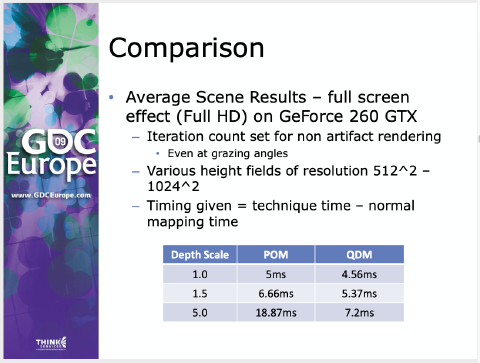 Comparison
• Average Scene Results – full screen
effect (Full HD) on GeForce 260 GTX
– Iteration count set for non artifact rendering
• Even at grazing angles
– Various height fields of resolution 512^2 –
1024^2
– Timing given = technique time – normal
mapping time
Depth Scale POM QDM
1.0 5ms 4.56ms
1.5 6.66ms 5.37ms
5.0 18.87ms 7.2ms
GDC
09
Europe
www.GDCEurope.com
THINK